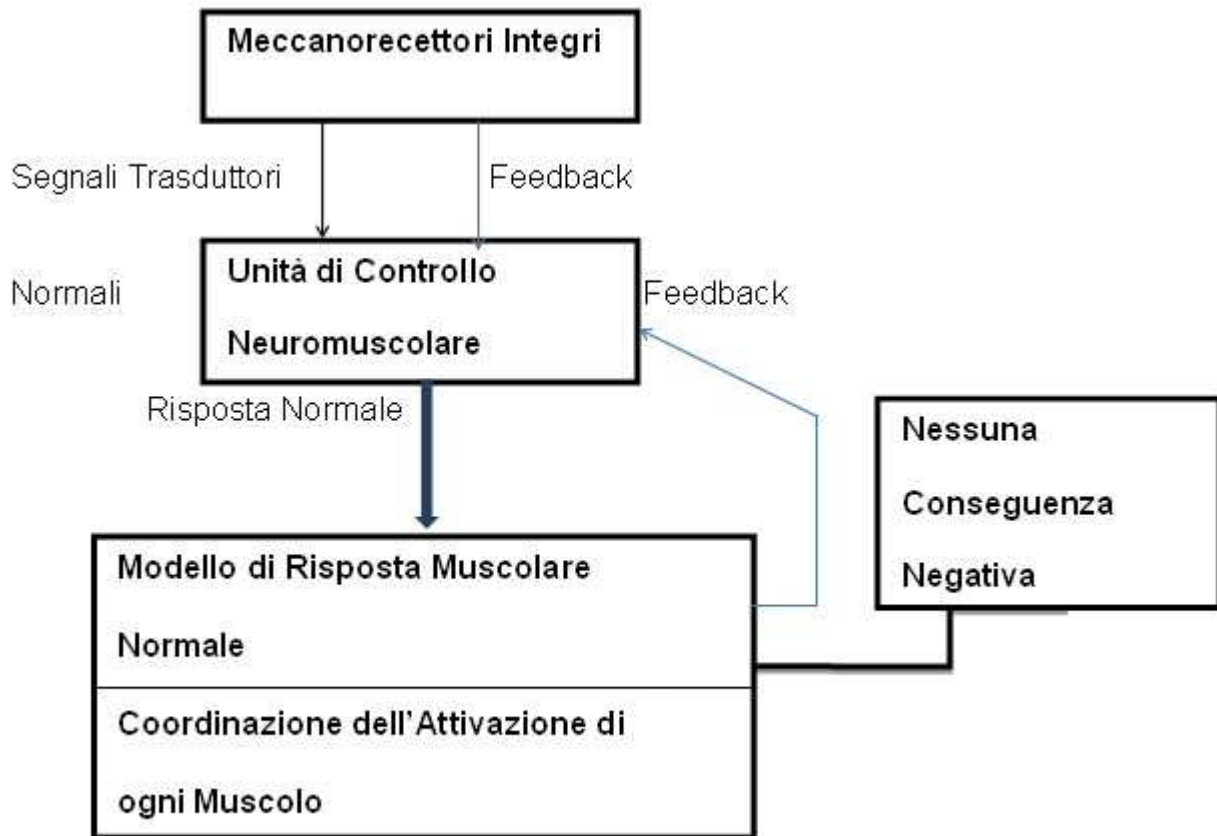 Meccanorecettori Integri
Segnali Trasduttori
Feedback
Unità di Controllo
Normali
Feedback
Neuromuscolare
Risposta Normale
Nessuna
Conseguenza
Negativa
Modello di Risposta Muscolare
Normale
Coordinazione dell'Attivazione di
ogni Muscolo